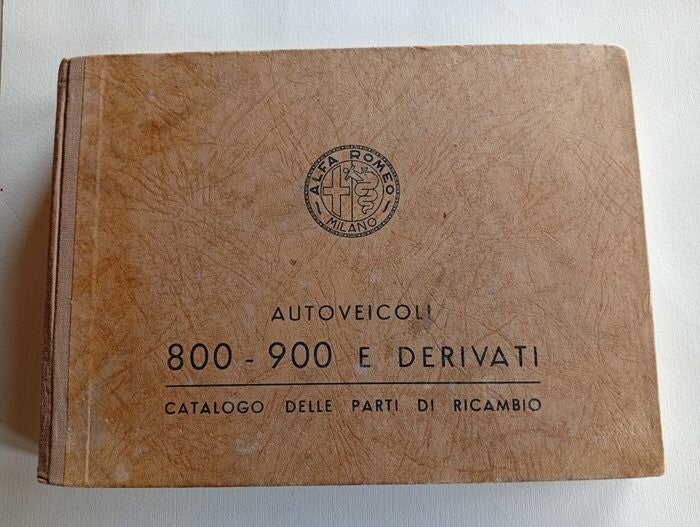 ALFA ROMEO
MILANO
AUTOVEICOLI
800 - 900 E DERIVATI
CATALOGO DELLE PARTI DI RICAMBIO